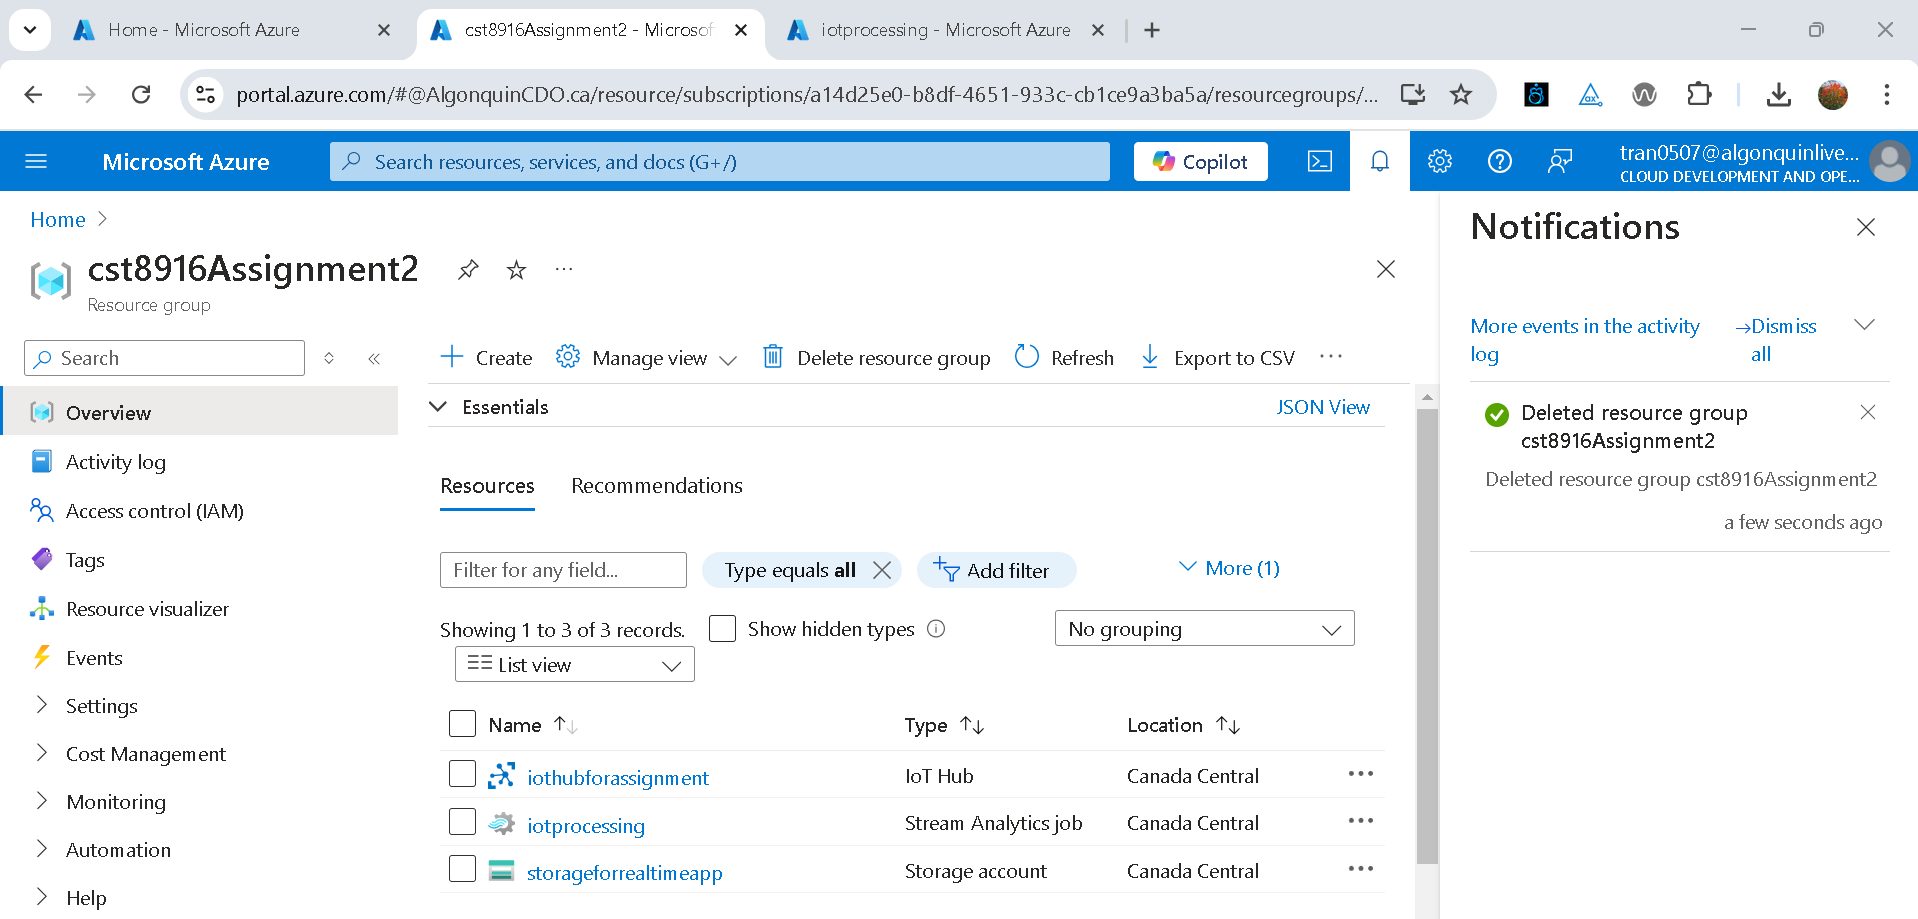 Home - Microsoft Azure
cst8916Assignment2 - Microsof
iotprocessing - Microsoft Azure
portal.azure.com/#@AlgonquinCDO.ca/resource/subscriptions/a14d25e0-b8df-4651-933c-cb1ce9a3ba5a/resourcegroups/...
Microsoft Azure
Search resources, services, and docs (G+/)
Copilot
tran0507@algonquinlive...
CLOUD DEVELOPMENT AND OPE...
Home
cst8916Assignment2
Resource group
Search
Overview
Activity log
Access control (IAM)
Tags
Resource visualizer
Events
Settings
Cost Management
Monitoring
Automation
Help
Create
Manage view
Delete resource group
Refresh
Export to CSV
Essentials
JSON View
Resources
Recommendations
Filter for any field...
Type equals all
Add filter
More (1)
Showing 1 to 3 of 3 records.
Show hidden types
No grouping
List view
Name Type Location
iothubforassignment IoT Hub Canada Central
iotprocessing Stream Analytics job Canada Central
storageforrealtimeapp Storage account Canada Central
Notifications
More events in the activity
log
→Dismiss
all
Deleted resource group
cst8916Assignment2
Deleted resource group cst8916Assignment2
a few seconds ago